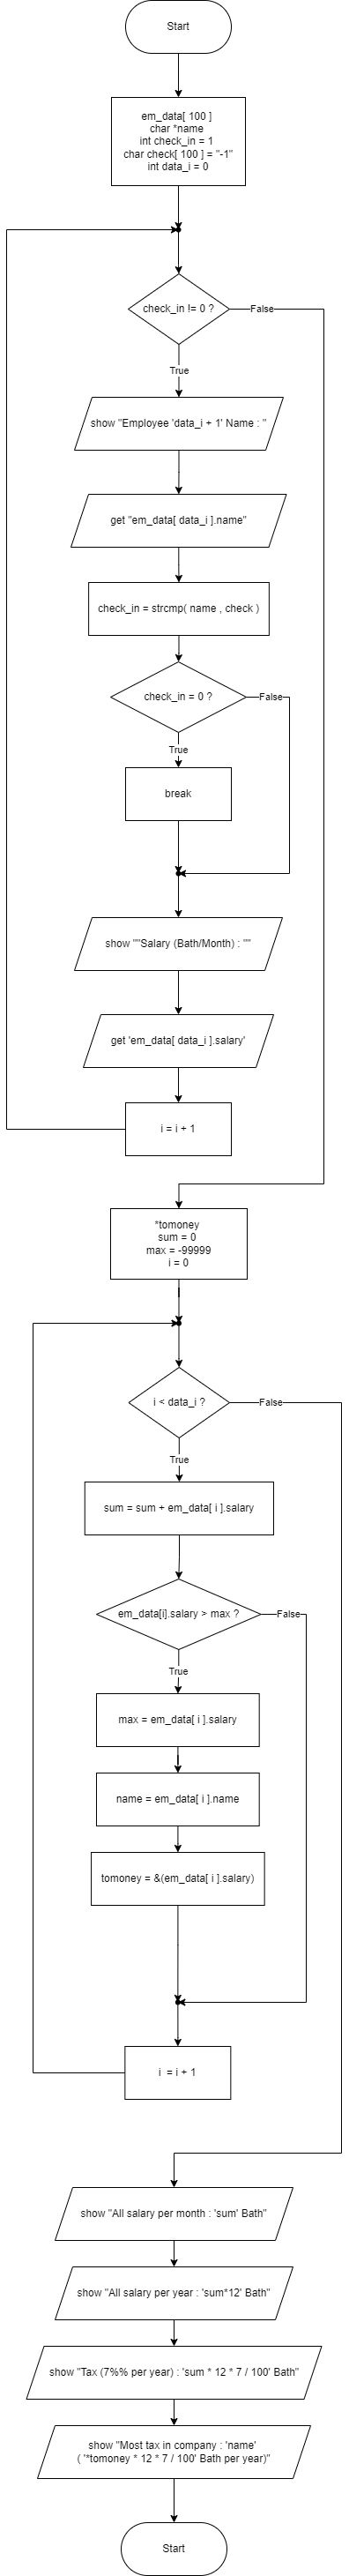 Start
em_data[ 100 ]
char *name
int check_in = 1
char check[ 100 ] = "-1"
int data_i = 0
check_in != 0 ?
False
True
show "Employee 'data_i + 1' Name : "
get "em_data[ data_i ].name"
check_in = strcmp( name , check )
check_in = 0 ?
False
True
break
show ""Salary (Bath/Month) : ""
get 'em_data[ data_i ].salary'
i = i + 1
*tomoney
sum = 0
max = -99999
i = 0
i < data_i ?
False
True
sum = sum + em_data[ i ].salary
em_data[i].salary > max ?
False
True
max = em_data[ i ].salary
name = em_data[ i ].name
tomoney = &(em_data[ i ].salary)
i = i + 1
show "All salary per month : 'sum' Bath"
show "All salary per year : 'sum*12' Bath"
show "Tax (7%% per year) : 'sum * 12 * 7 / 100' Bath"
show "Most tax in company : 'name'
( '*tomoney * 12 * 7 / 100' Bath per year)"
Start